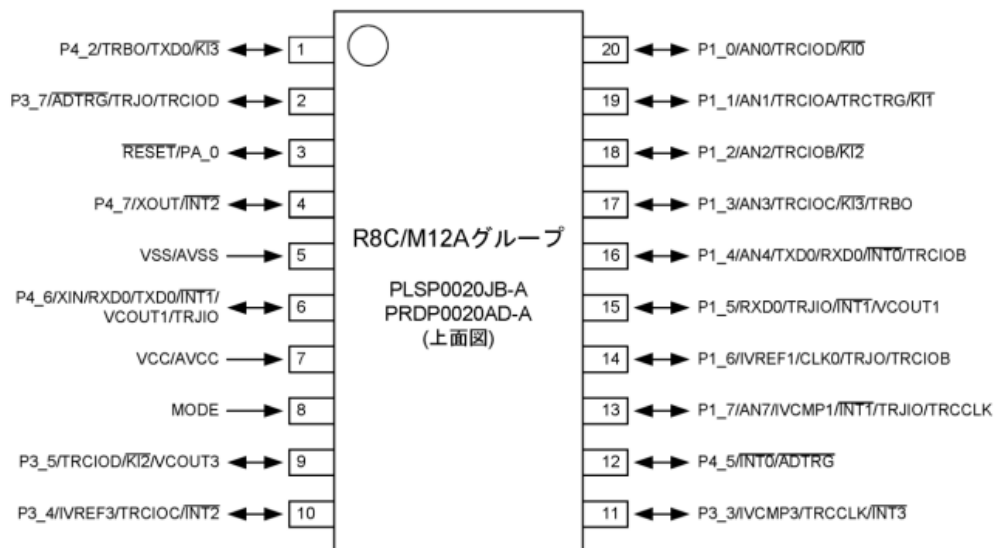 P4_2/TRBO/TXD0/KI3
1
P3_7/ADTRG/TRJO/TRCIOD
2
RESET/PA_0
3
P4_7/XOUT/INT2
4
VSS/AVSS
5
P4_6/XIN/RXD0/TXD0/INT1/
VCOUT1/TRJIO
6
VCC/AVCC
7
MODE
8
P3_5/TRCIOD/KI2/VCOUT3
9
P3_4/IVREF3/TRCIOC/INT2
10
R8C/M12Aグループ
PLSP0020JB-A
PRDP0020AD-A
(上面図)
20
P1_0/AN0/TRCIOD/KI0
19
P1_1/AN1/TRCIOA/TRCTRG/KI1
18
P1_2/AN2/TRCIOB/KI2
17
P1_3/AN3/TRCIOC/KI3/TRBO
16
P1_4/AN4/TXD0/RXD0/INT0/TRCIOB
15
P1_5/RXD0/TRJIO/INT1/VCOUT1
14
P1_6/IVREF1/CLK0/TRJO/TRCIOB
13
P1_7/AN7/IVCMP1/INT1/TRJIO/TRCCLK
12
P4_5/INT0/ADTRG
11
P3_3/IVCMP3/TRCCLK/INT3